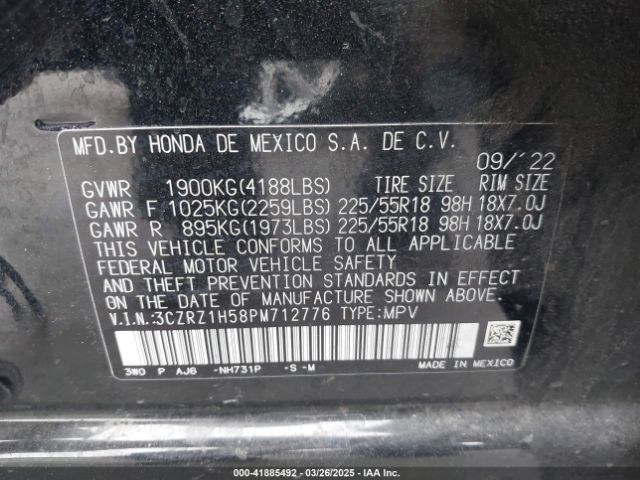 MFD.BY HONDA DE MEXICO S.A. DE C.V.
09/'22
GVWR 1900KG(4188LBS) TIRE SIZE RIM SIZE
GAWR F 1025KG(2259LBS) 225/55R18 98H 18X7.0J
GAWR R 895KG(1973LBS) 225/55R18 98H 18X7.0J
THIS VEHICLE CONFORMS TO ALL APPLICABLE
FEDERAL MOTOR VEHICLE SAFETY
AND THEFT PREVENTION STANDARDS IN EFFECT
ON THE DATE OF MANUFACTURE SHOWN ABOVE.
V.I.N.:3CZRZ1H58PM712776 TYPE:MPV
3W0 P AJ6 -NH731P -S -M
MADE IN MEXICO
000-41885492 - 03/26/2025 - IAA Inc.